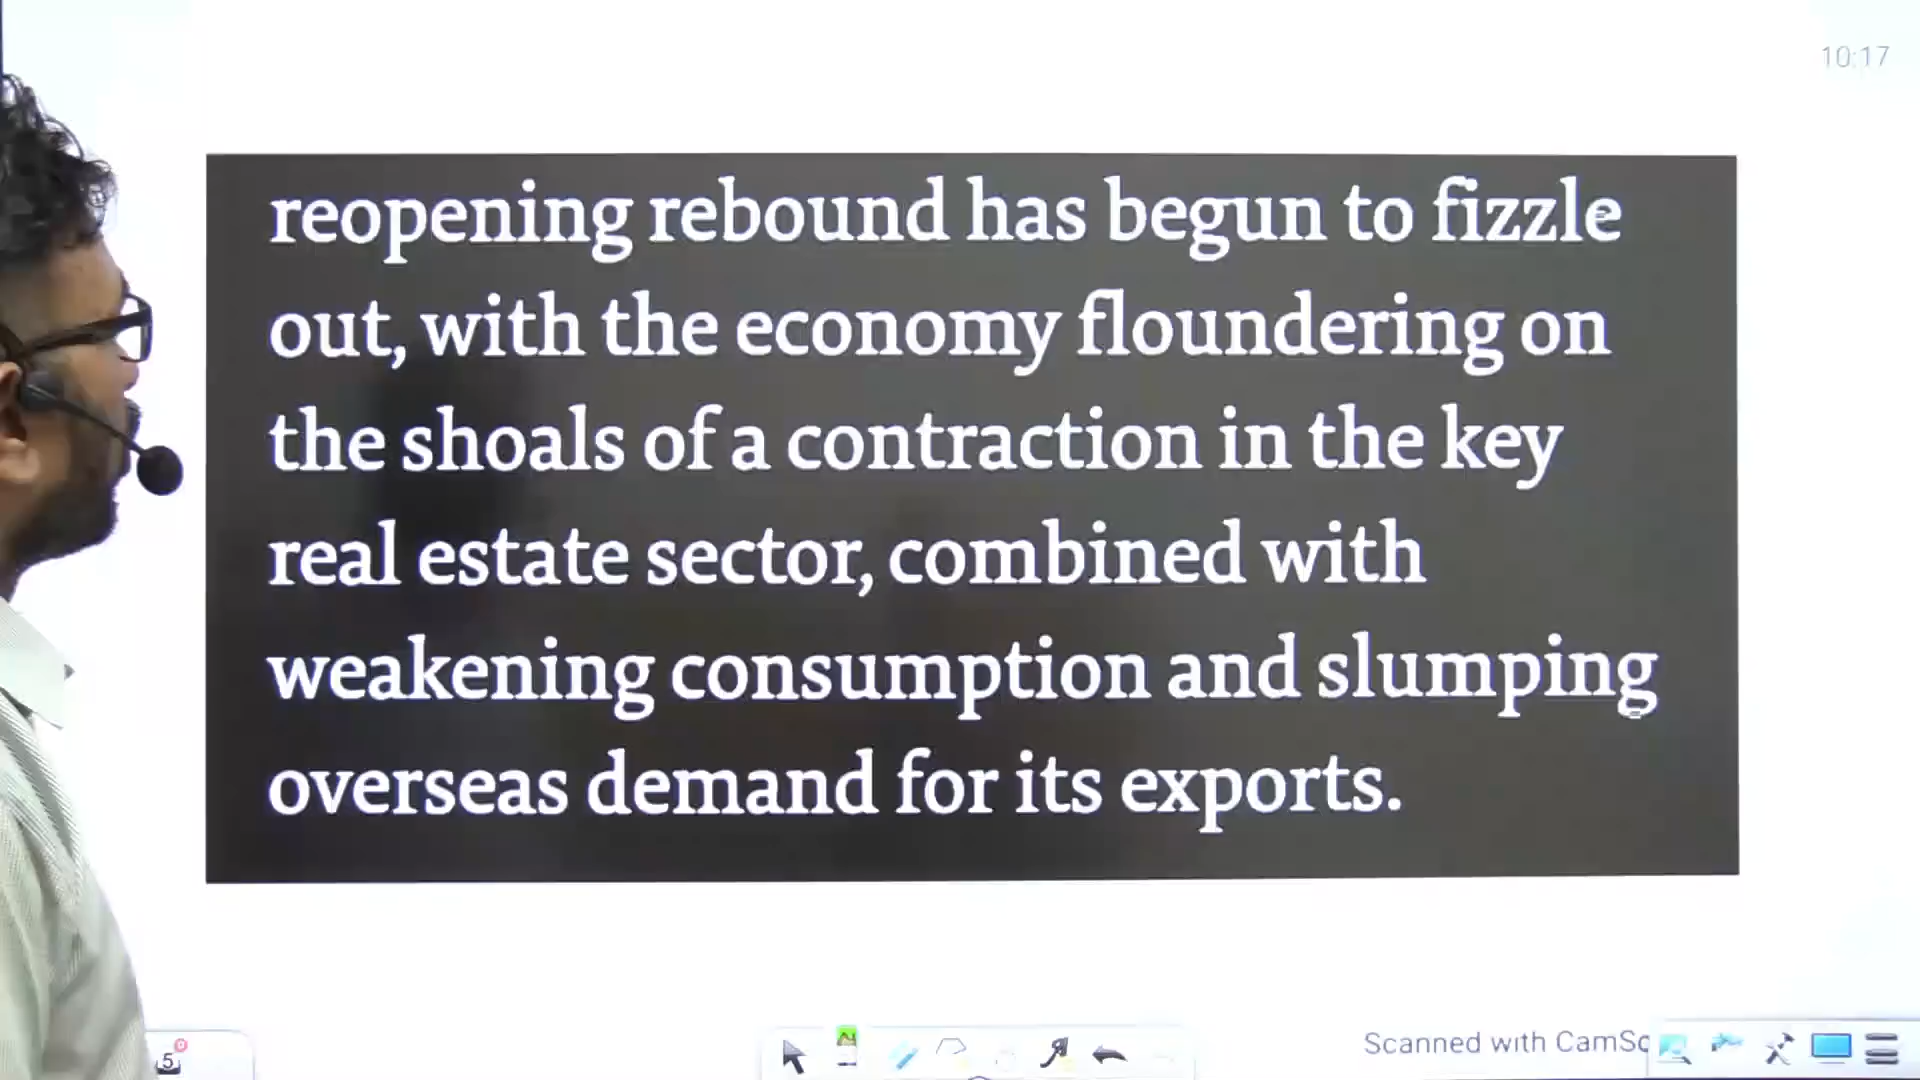 10:17
reopening rebound has begun to fizzle
out, with the economy floundering on
the shoals of a contraction in the key
real estate sector, combined with
weakening consumption and slumping
overseas demand for its exports.
5
Scanned with CamSc